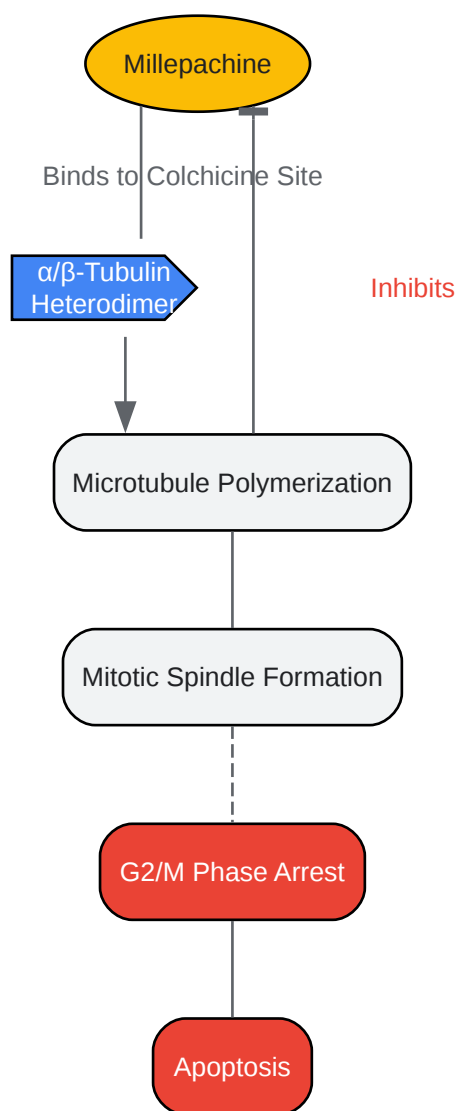 Millepachine
Binds to Colchicine Site
α/β-Tubulin
Heterodimer
Inhibits
Microtubule Polymerization
Mitotic Spindle Formation
G2/M Phase Arrest
Apoptosis